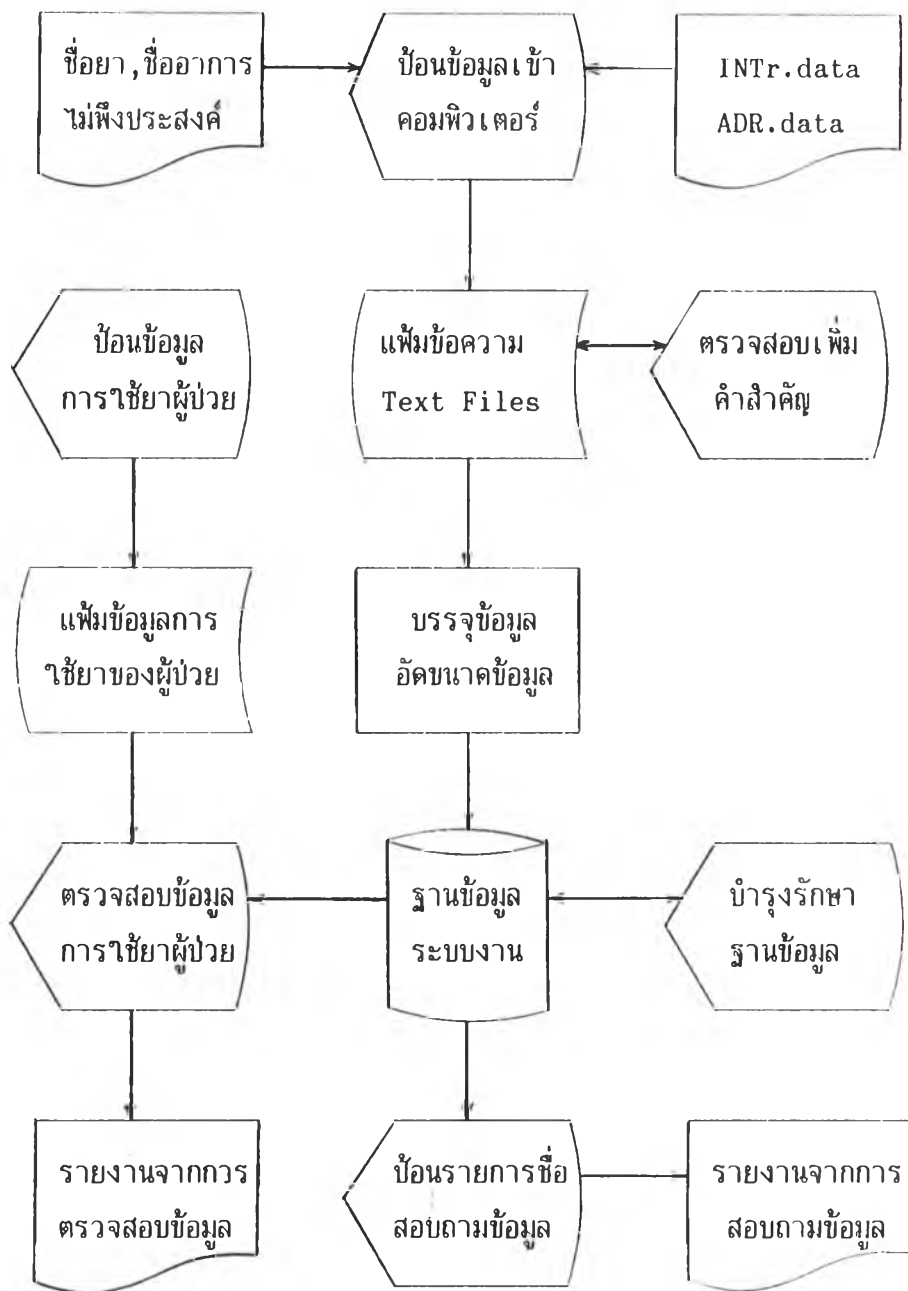 ชื่อยา,ชื่ออาการ
ไม่พึงประสงค์
ป้อนข้อมูลเข้า
คอมพิวเตอร์
INTr.data
ADR.data
ป้อนข้อมูล
การใช้ยาผู้ป่วย
แฟ้มข้อความ
Text Files
ตรวจสอบเพิ่ม
คำสำคัญ
แฟ้มข้อมูลการ
ใช้ยาของผู้ป่วย
บรรจุข้อมูล
อัดขนาดข้อมูล
ตรวจสอบข้อมูล
การใช้ยาผู้ป่วย
ฐานข้อมูล
ระบบงาน
บำรุงรักษา
ฐานข้อมูล
รายงานจากการ
ตรวจสอบข้อมูล
ป้อนรายการชื่อ
สอบถามข้อมูล
รายงานจากการ
สอบถามข้อมูล